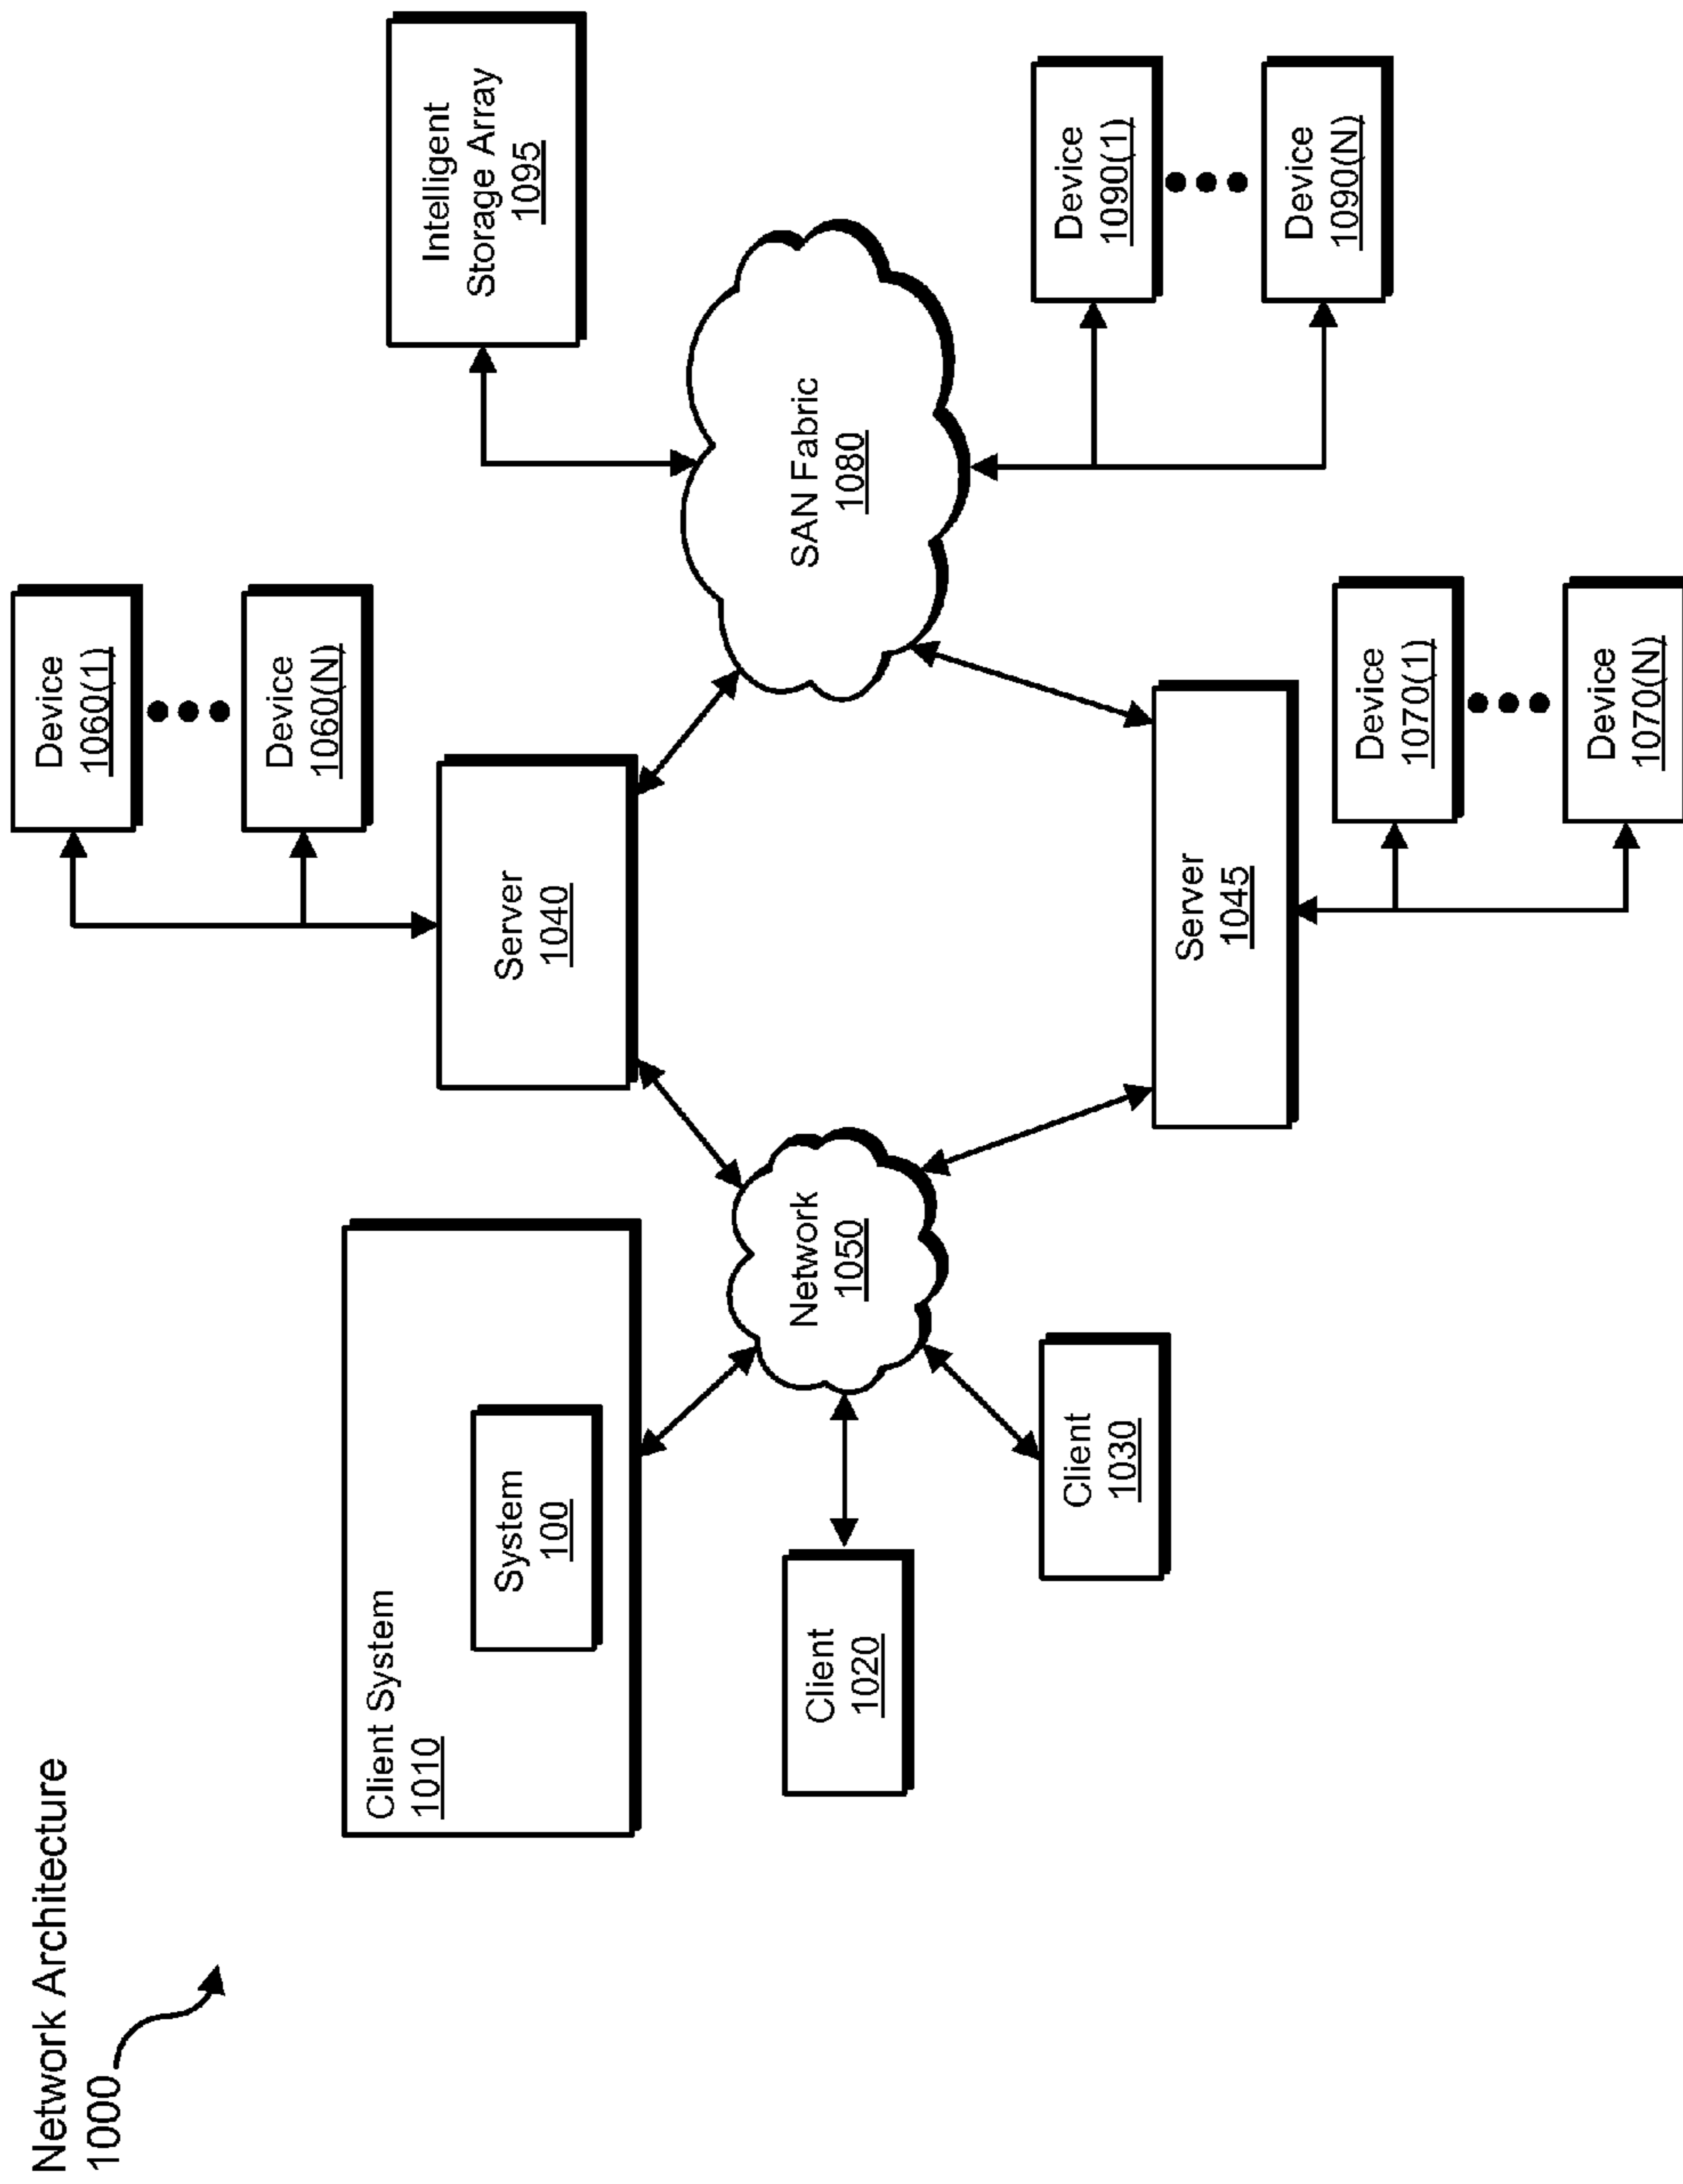 Network Architecture
1000
Client System
1010
System
100
Client
1020
Client
1030
Network
1050
Server
1040
Server
1045
Device
1060(1)
Device
1060(N)
Device
1070(1)
Device
1070(N)
SAN Fabric
1080
Intelligent
Storage Array
1095
Device
1090(1)
Device
1090(N)